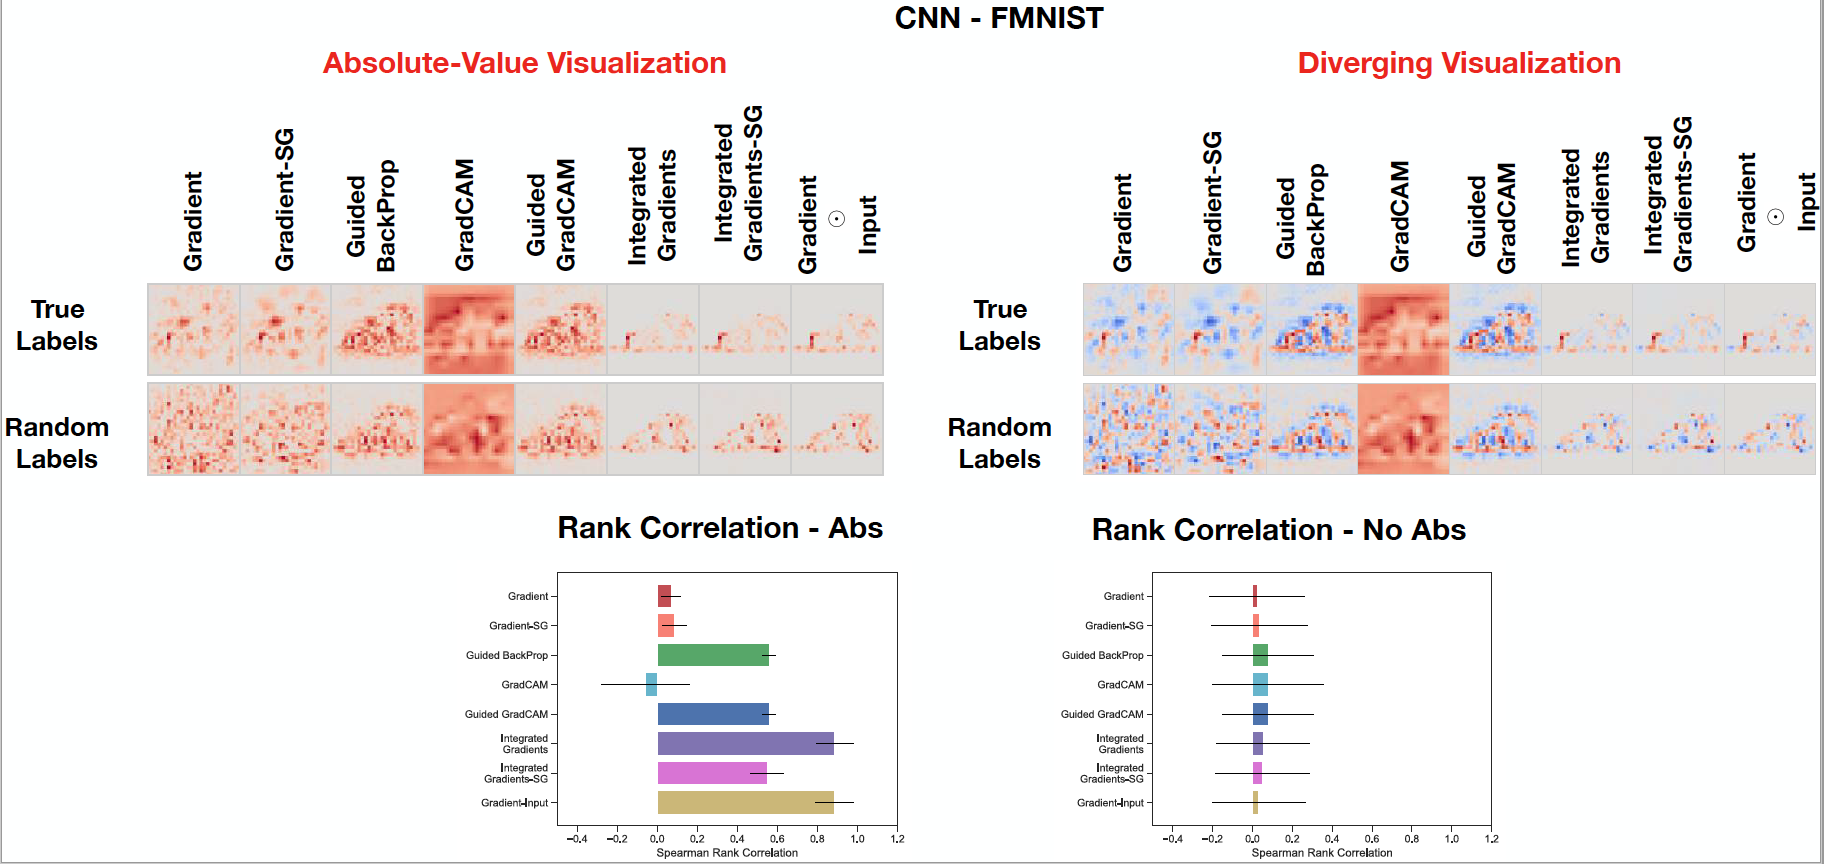 CNN - FMNIST
Absolute-Value Visualization
Gradient
Gradient-SG
Guided
BackProp
GradCAM
Guided
GradCAM
Integrated
Gradients
Integrated
Gradients-SG
Gradient
⊙
Input
True
Labels
Random
Labels
Diverging Visualization
Gradient
Gradient-SG
Guided
BackProp
GradCAM
Guided
GradCAM
Integrated
Gradients
Integrated
Gradients-SG
Gradient
⊙
Input
True
Labels
Random
Labels
Rank Correlation - Abs
Gradient
Gradient-SG
Guided BackProp
GradCAM
Guided GradCAM
Integrated
Gradients
Integrated
Gradients-SG
Gradient-Input
−0.4 −0.2 0.0 0.2 0.4 0.6 0.8 1.0 1.2
Spearman Rank Correlation
Rank Correlation - No Abs
Gradient
Gradient-SG
Guided BackProp
GradCAM
Guided GradCAM
Integrated
Gradients
Integrated
Gradients-SG
Gradient-Input
−0.4 −0.2 0.0 0.2 0.4 0.6 0.8 1.0 1.2
Spearman Rank Correlation